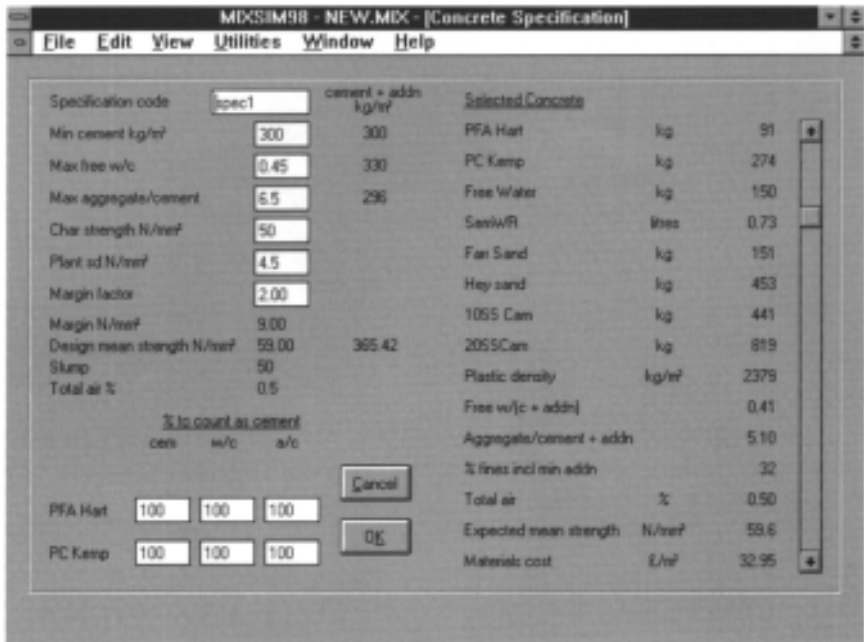 MIXSIM98 - NEW.MIX - [Concrete Specification]
File Edit View Utilities Window Help
Specification code spec1 cement + addn kg/m³
Min cement kg/m³ 300 300
Max free w/c 0.45 330
Max aggregate/cement 6.5 296
Char strength N/mm² 50
Plant sd N/mm² 4.5
Margin factor 2.00
Margin N/mm² 9.00
Design mean strength N/mm² 59.00 365.42
Slump 50
Total air % 0.5
% to count as cement
cem w/c a/c
PFA Hart 100 100 100
PC Kemp 100 100 100
Cancel
OK
Selected Concrete
PFA Hart kg 91
PC Kemp kg 274
Free Water kg 150
SemWR litres 0.73
Fari Sand kg 151
Hey sand kg 453
10SS Cam kg 441
20SSCam kg 819
Plastic density kg/m³ 2379
Free w/(c + addn) 0.41
Aggregate/cement + addn 5.10
% fines incl min addn 32
Total air % 0.50
Expected mean strength N/mm² 59.6
Materials cost £/m³ 32.95